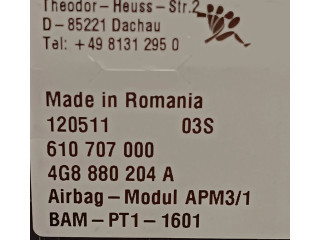 Theodor-Heuss-Str.2
D-85221 Dachau
Tel: +49 8131 295 0
Made in Romania
120511 03S
610 707 000
4G8 880 204 A
Airbag-Modul APM3/1
BAM-PT1-1601